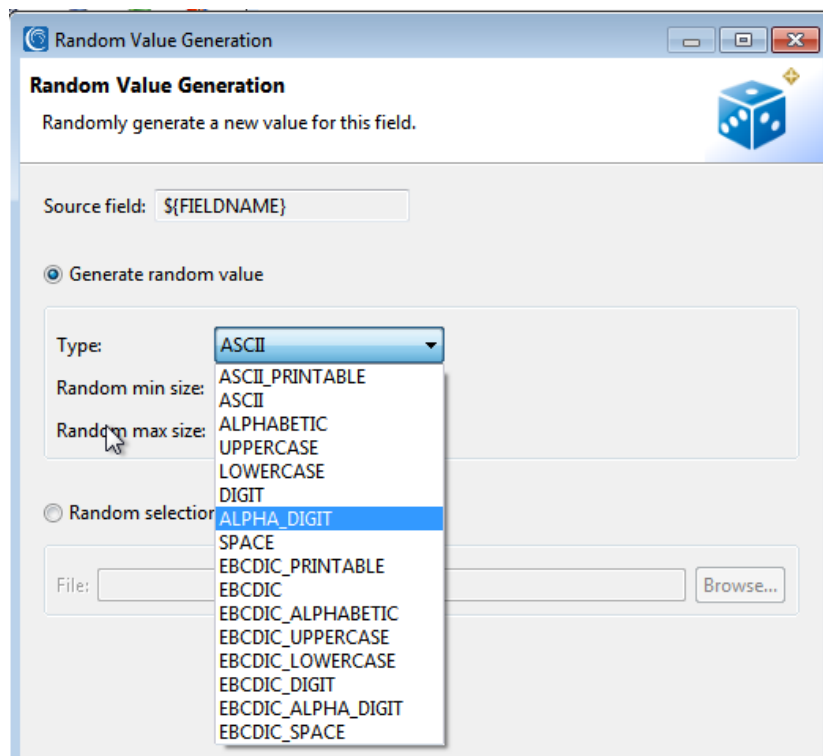 Random Value Generation
Random Value Generation
Randomly generate a new value for this field.
Source field: ${FIELDNAME}
Generate random value
Type: ASCII
Random min size:
Random max size:
ASCII_PRINTABLE
ASCII
ALPHABETIC
UPPERCASE
LOWERCASE
DIGIT
ALPHA_DIGIT
SPACE
EBCDIC_PRINTABLE
EBCDIC
EBCDIC_ALPHABETIC
EBCDIC_UPPERCASE
EBCDIC_LOWERCASE
EBCDIC_DIGIT
EBCDIC_ALPHA_DIGIT
EBCDIC_SPACE
Random selection
File: Browse...